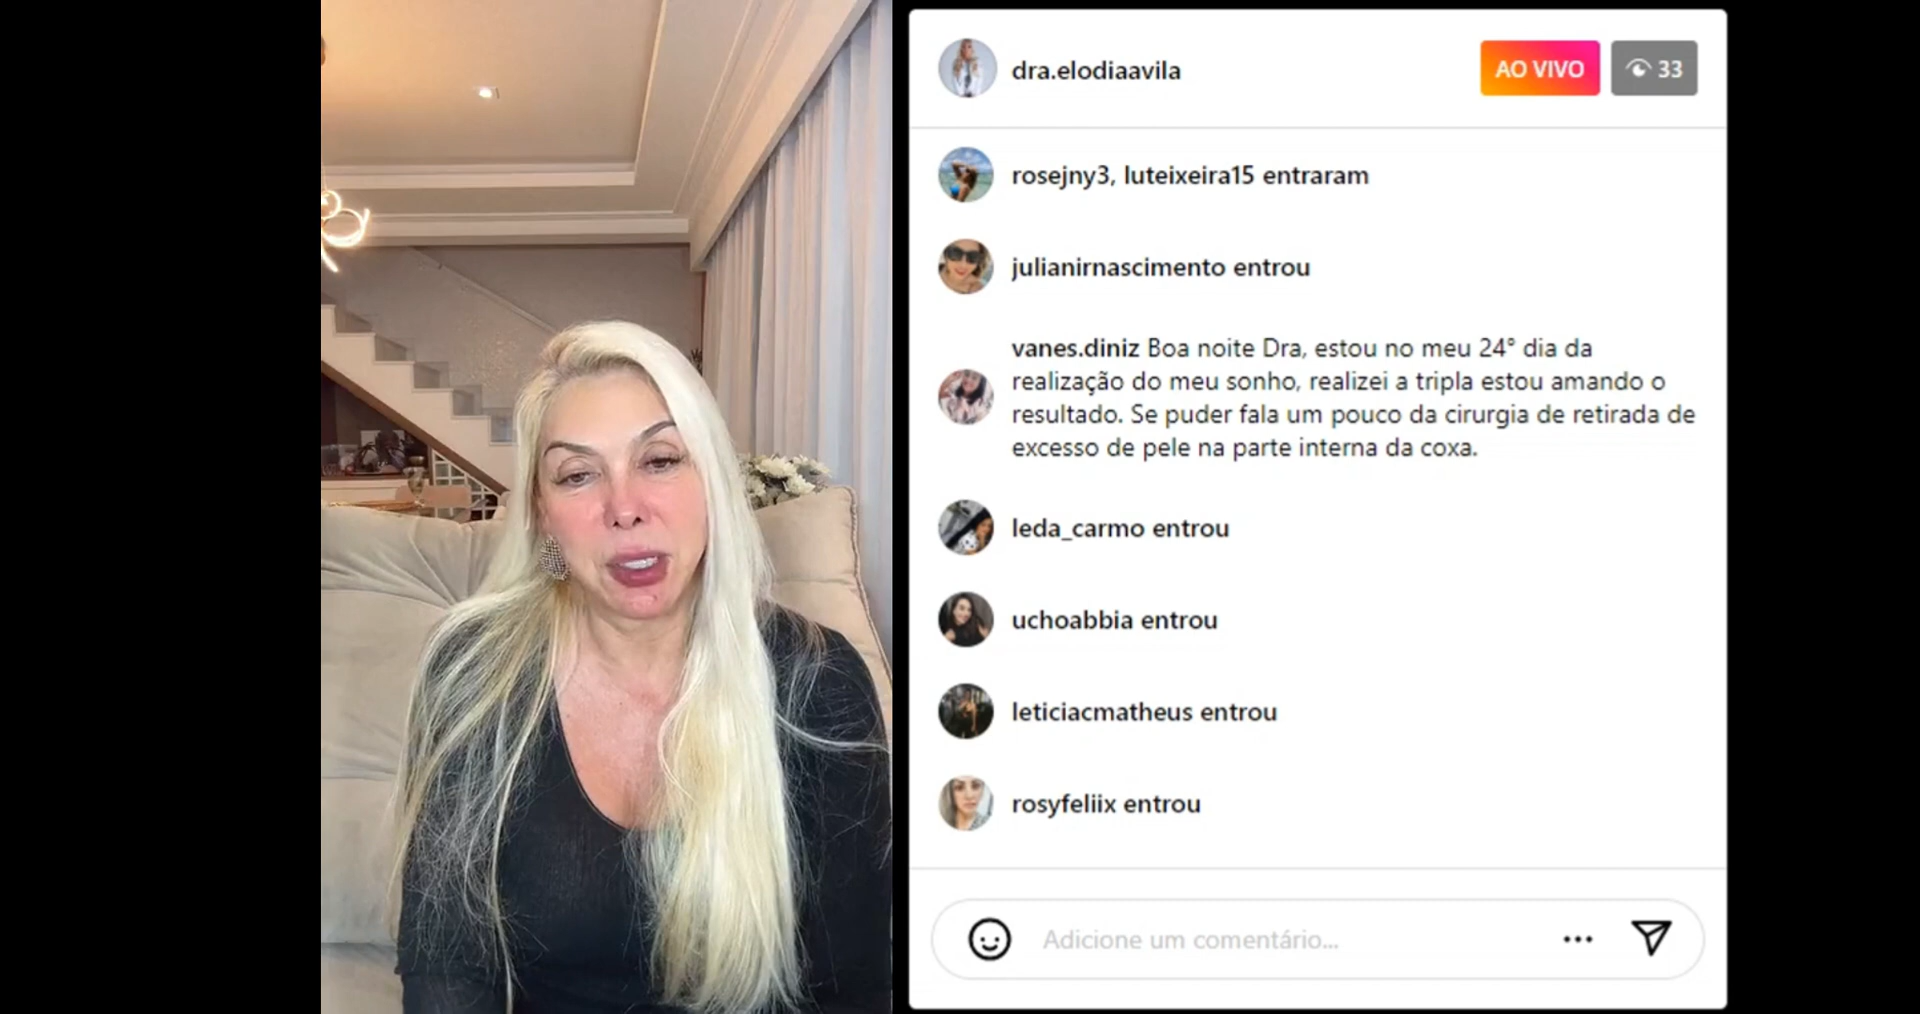 dra.elodiaavila
AO VIVO
33
rosejny3, luteixeira15 entraram
julianirnascimento entrou
vanes.diniz Boa noite Dra, estou no meu 24° dia da
realização do meu sonho, realizei a tripla estou amando o
resultado. Se puder fala um pouco da cirurgia de retirada de
excesso de pele na parte interna da coxa.
leda_carmo entrou
uchoabbia entrou
leticiacmatheus entrou
rosyfeliix entrou
Adicione um comentário...